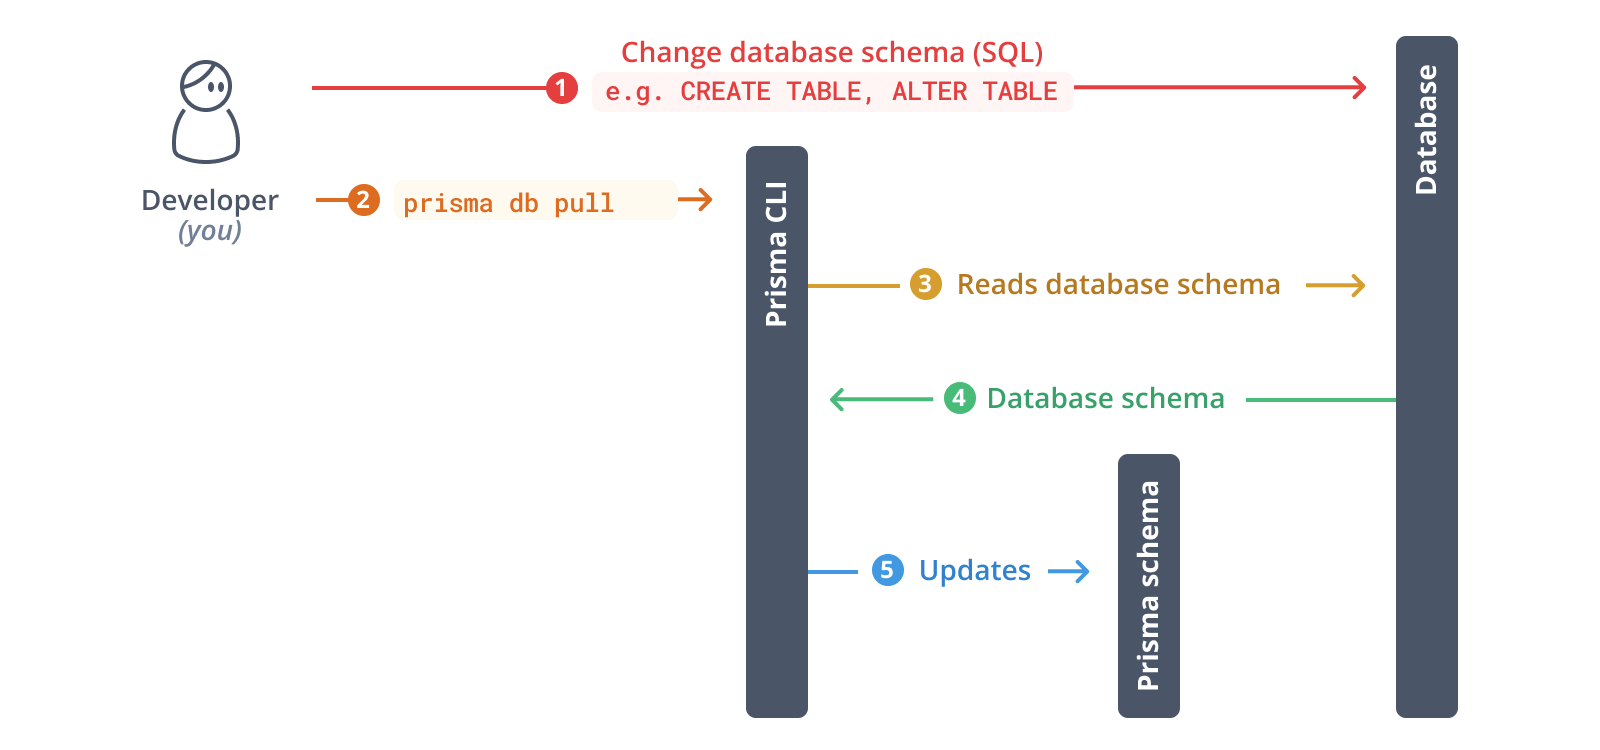 Change database schema (SQL)
1
e.g. CREATE TABLE, ALTER TABLE
Database
Developer
(you)
2
prisma db pull
Prisma CLI
3
Reads database schema
4
Database schema
5
Updates
Prisma schema